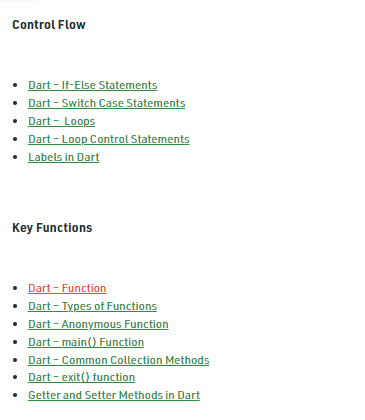 Control Flow
Dart – If-Else Statements
Dart – Switch Case Statements
Dart –  Loops
Dart – Loop Control Statements
Labels in Dart
Key Functions
Dart – Function
Dart – Types of Functions
Dart – Anonymous Function
Dart – main() Function
Dart – Common Collection Methods
Dart – exit() function
Getter and Setter Methods in Dart